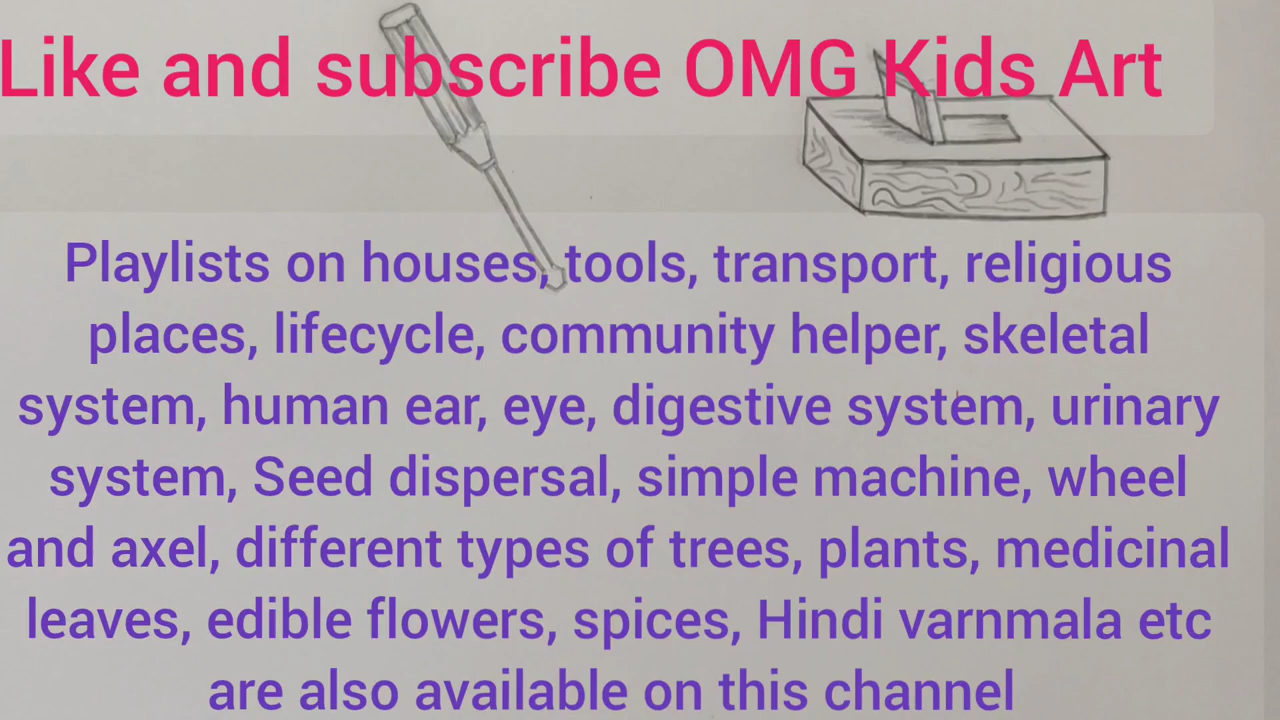 Like and subscribe OMG Kids Art
Playlists on houses, tools, transport, religious
places, lifecycle, community helper, skeletal
system, human ear, eye, digestive system, urinary
system, Seed dispersal, simple machine, wheel
and axel, different types of trees, plants, medicinal
leaves, edible flowers, spices, Hindi varnmala etc
are also available on this channel